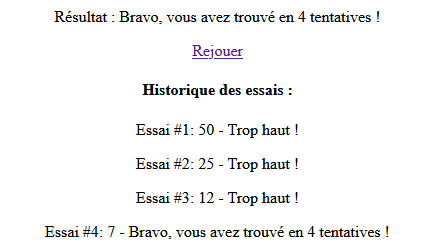 Résultat : Bravo, vous avez trouvé en 4 tentatives !
Rejouer
Historique des essais :
Essai #1: 50 - Trop haut !
Essai #2: 25 - Trop haut !
Essai #3: 12 - Trop haut !
Essai #4: 7 - Bravo, vous avez trouvé en 4 tentatives !